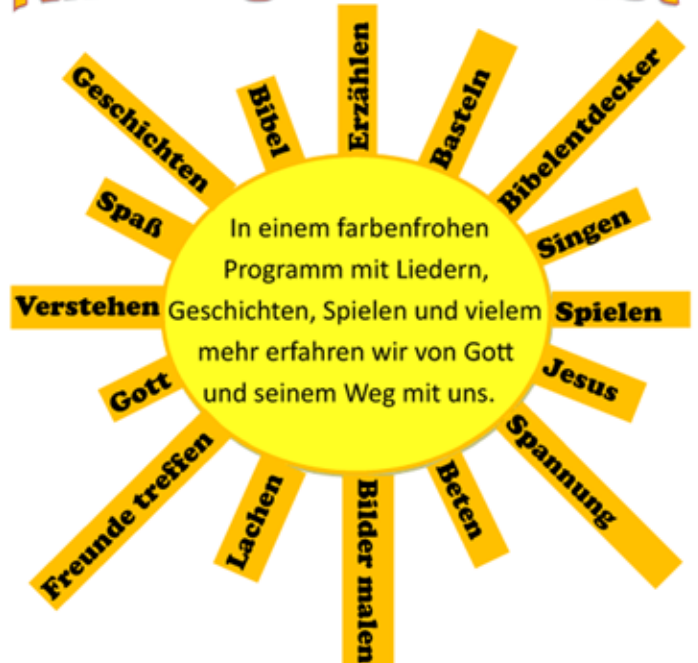 Erzählen
Basteln
Bibelentdecker
Singen
Spielen
Jesus
Spannung
Beten
Bilder malen
Lachen
Freunde treffen
Gott
Verstehen
Spaß
Geschichten
Bibel
In einem farbenfrohen
Programm mit Liedern,
Geschichten, Spielen und vielem
mehr erfahren wir von Gott
und seinem Weg mit uns.